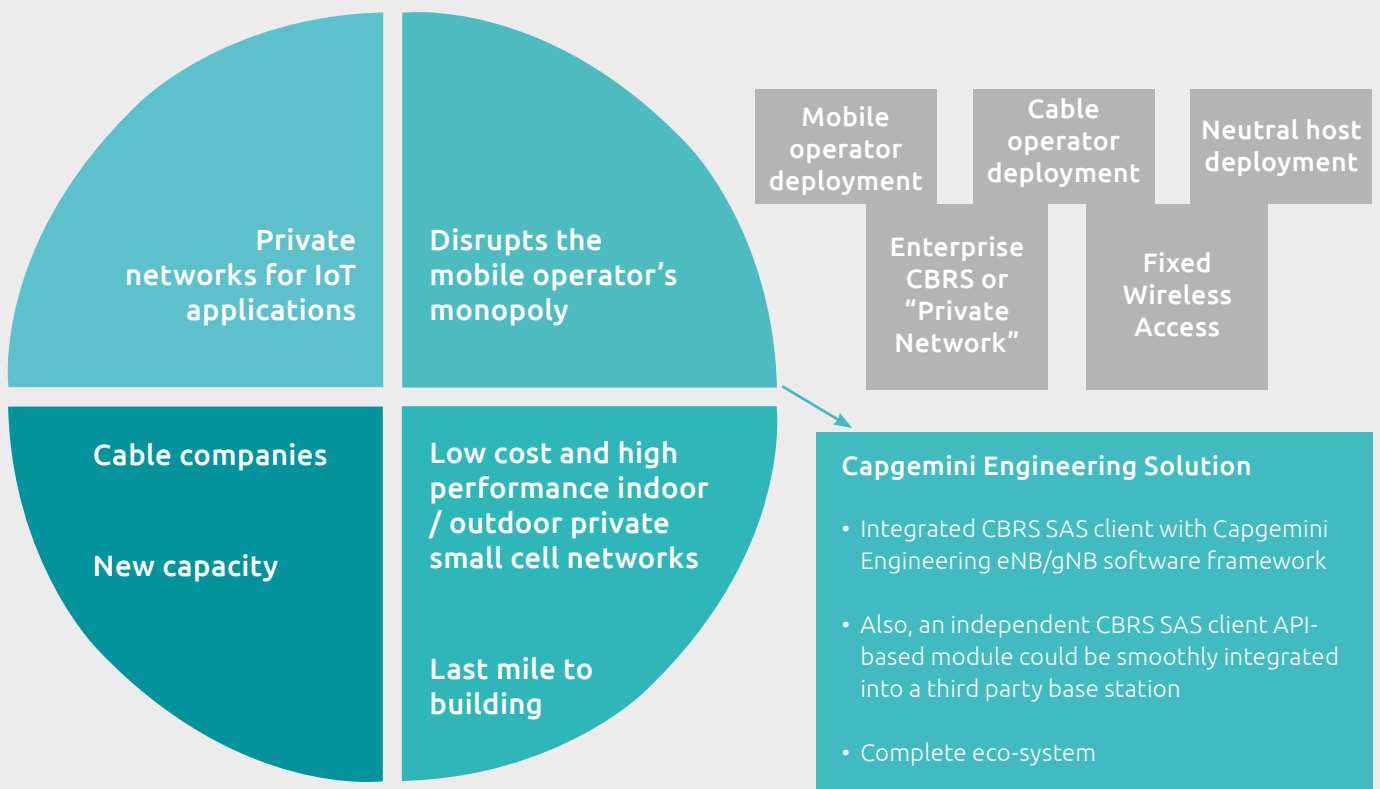 Private
networks for IoT
applications
Disrupts the
mobile operator’s
monopoly
Cable companies
New capacity
Low cost and high
performance indoor
/ outdoor private
small cell networks
Last mile to
building
Mobile
operator
deployment
Cable
operator
deployment
Neutral host
deployment
Enterprise
CBRS or
“Private
Network”
Fixed
Wireless
Access
Capgemini Engineering Solution
• Integrated CBRS SAS client with Capgemini
Engineering eNB/gNB software framework
• Also, an independent CBRS SAS client API-
based module could be smoothly integrated
into a third party base station
• Complete eco-system